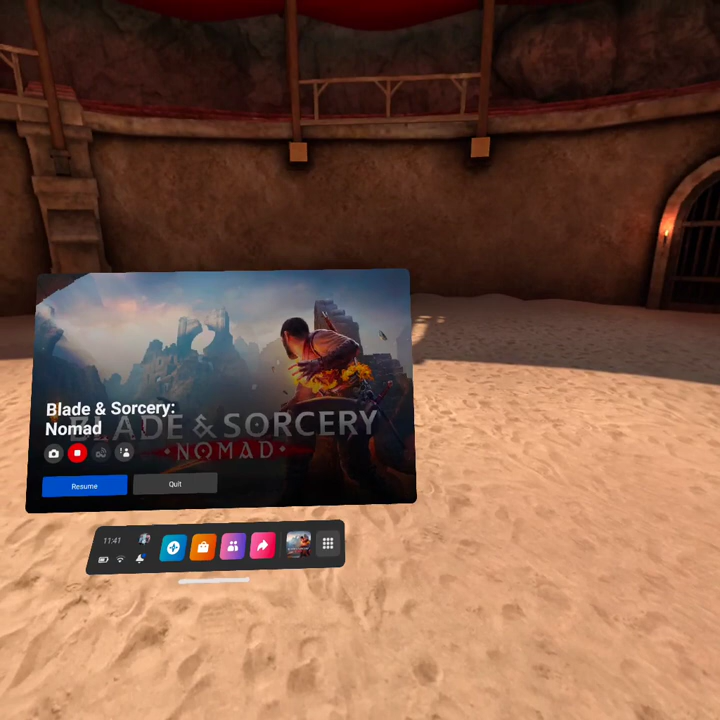 Blade & Sorcery:
Nomad
BLADE & SORCERY
NOMAD
Resume
Quit
11:41